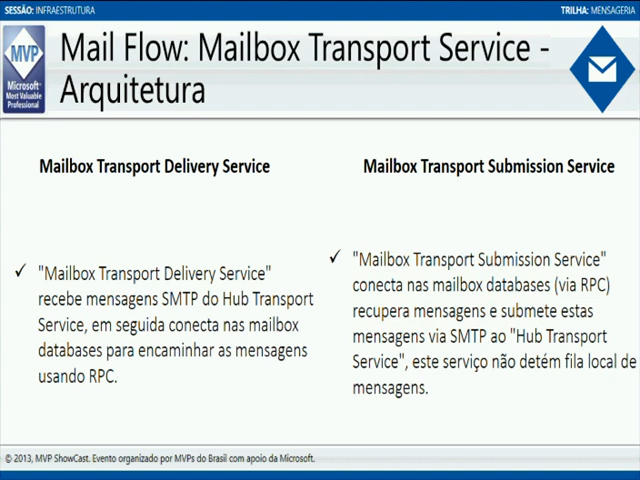 SESSÃO: INFRAESTRUTURA
TRILHA: MENSAGERIA
MVP
Microsoft®
Most Valuable
Professional
Mail Flow: Mailbox Transport Service -
Arquitetura
Mailbox Transport Delivery Service
✓ "Mailbox Transport Delivery Service"
recebe mensagens SMTP do Hub Transport
Service, em seguida conecta nas mailbox
databases para encaminhar as mensagens
usando RPC.
Mailbox Transport Submission Service
✓ "Mailbox Transport Submission Service"
conecta nas mailbox databases (via RPC)
recupera mensagens e submete estas
mensagens via SMTP ao "Hub Transport
Service", este serviço não detém fila local de
mensagens.
© 2013, MVP ShowCast. Evento organizado por MVPs do Brasil com apoio da Microsoft.